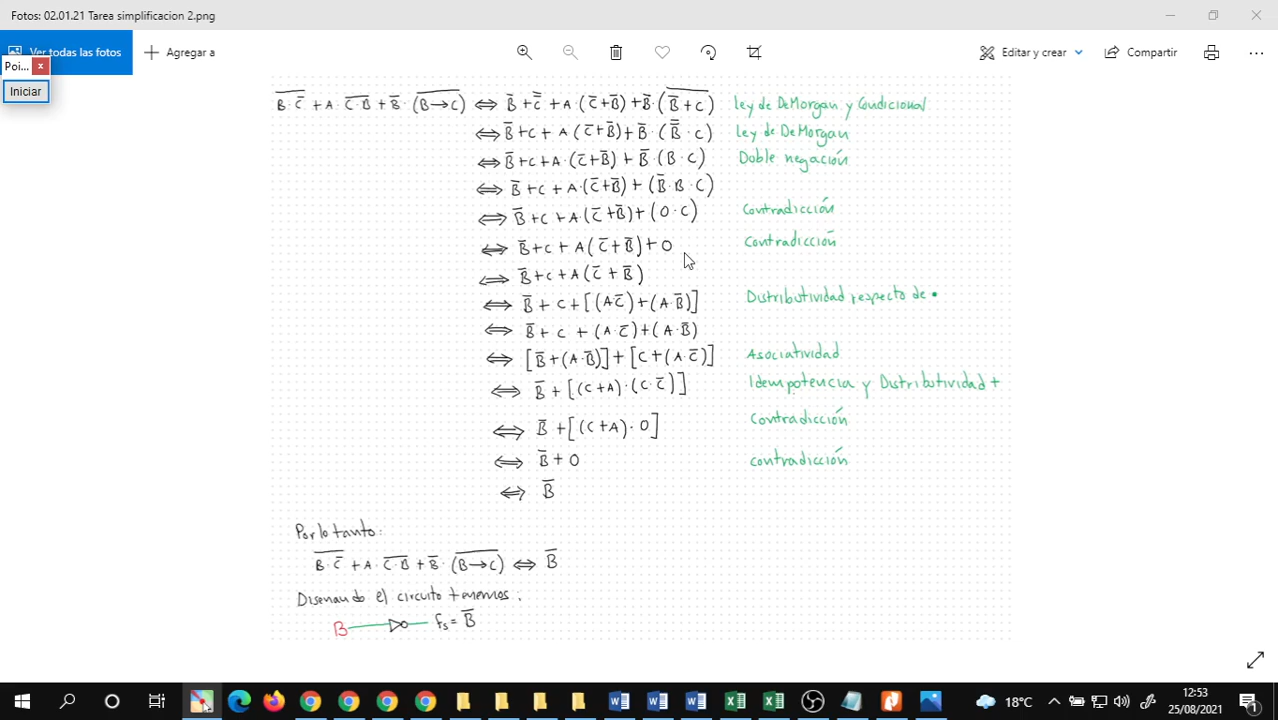 Fotos: 02.01.21 Tarea simplificacion 2.png
Ver todas las fotos
Agregar a
Editar y crear
Compartir
Poi...
Iniciar
B̅·̅C̅̅ + A · C̅·̅B̅ + B̅ · (B̅→̅C̅) ⇔ B̅ + C̿ + A · (C̅+B̅) + B̅ · (B̿+̅C̅) ley de DeMorgan y Condicional
⇔ B̅ + C + A (C̅+B̅) + B̅ · (B̿ · C) Ley de DeMorgan
⇔ B̅ + C + A · (C̅+B̅) + B̅ · (B · C) Doble negación
⇔ B̅ + C + A · (C̅+B̅) + (B̅ · B · C)
⇔ B̅ + C + A · (C̅+B̅) + (0 · C) Contradicción
⇔ B̅ + C + A (C̅+B̅) + 0 Contradicción
⇔ B̅ + C + A (C̅ + B̅)
⇔ B̅ + C + [(A·C̅) + (A·B̅)] Distributividad respecto de •
⇔ B̅ + C + (A·C̅) + (A·B̅)
⇔ [B̅ + (A·B̅)] + [C + (A·C̅)] Asociatividad
⇔ B̅ + [(C+A) · (C·C̅)] Idempotencia y Distributividad +
⇔ B̅ + [(C+A) · 0] Contradicción
⇔ B̅ + 0 contradicción
⇔ B̅
Por lo tanto:
B̅·̅C̅̅ + A · C̅·̅B̅ + B̅ · (B̅→̅C̅) ⇔ B̅
Disenando el circuito tenemos:
B fs = B̅
18°C
12:53
25/08/2021
1